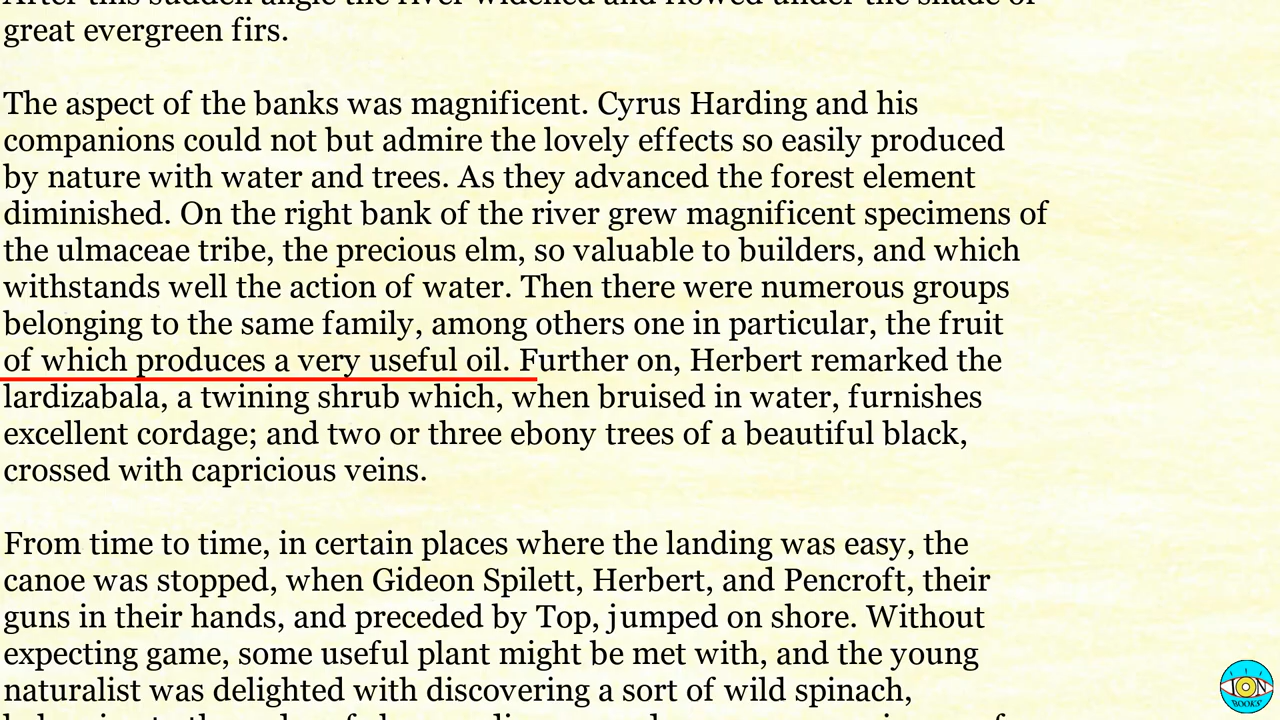 After this sudden angle the river widened and flowed under the shade of
great evergreen firs.
The aspect of the banks was magnificent. Cyrus Harding and his
companions could not but admire the lovely effects so easily produced
by nature with water and trees. As they advanced the forest element
diminished. On the right bank of the river grew magnificent specimens of
the ulmaceae tribe, the precious elm, so valuable to builders, and which
withstands well the action of water. Then there were numerous groups
belonging to the same family, among others one in particular, the fruit
of which produces a very useful oil. Further on, Herbert remarked the
lardizabala, a twining shrub which, when bruised in water, furnishes
excellent cordage; and two or three ebony trees of a beautiful black,
crossed with capricious veins.
From time to time, in certain places where the landing was easy, the
canoe was stopped, when Gideon Spilett, Herbert, and Pencroft, their
guns in their hands, and preceded by Top, jumped on shore. Without
expecting game, some useful plant might be met with, and the young
naturalist was delighted with discovering a sort of wild spinach,
ION
BOOKS